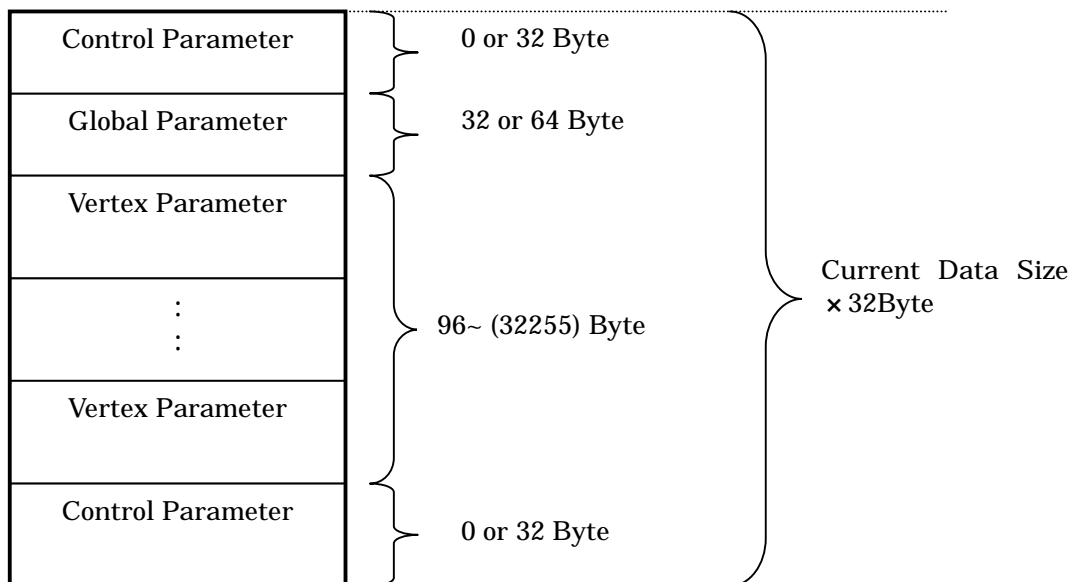 Control Parameter
0 or 32 Byte
Global Parameter
32 or 64 Byte
Vertex Parameter
:
:
96~ (32255) Byte
Current Data Size
×32Byte
Vertex Parameter
Control Parameter
0 or 32 Byte